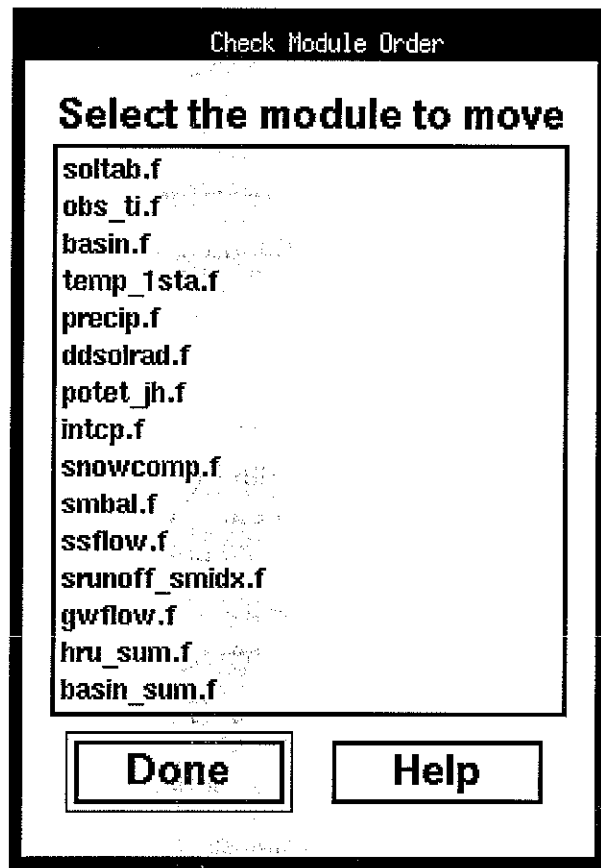 Check Module Order
Select the module to move
soltab.f
obs_ti.f
basin.f
temp_1sta.f
precip.f
ddsolrad.f
potet_jh.f
intcp.f
snowcomp.f
smbal.f
ssflow.f
srunoff_smidx.f
gwflow.f
hru_sum.f
basin_sum.f
Done Help